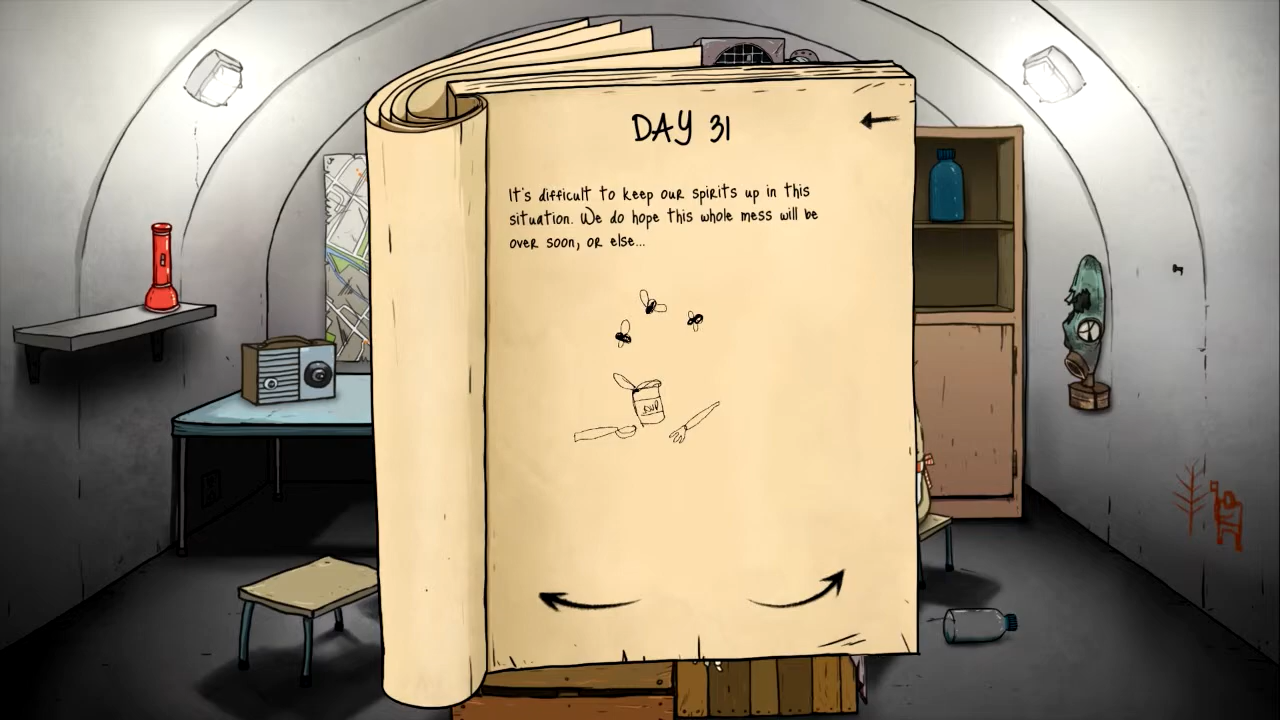 DAY 31
It's difficult to keep our spirits up in this
situation. We do hope this whole mess will be
over soon, or else...